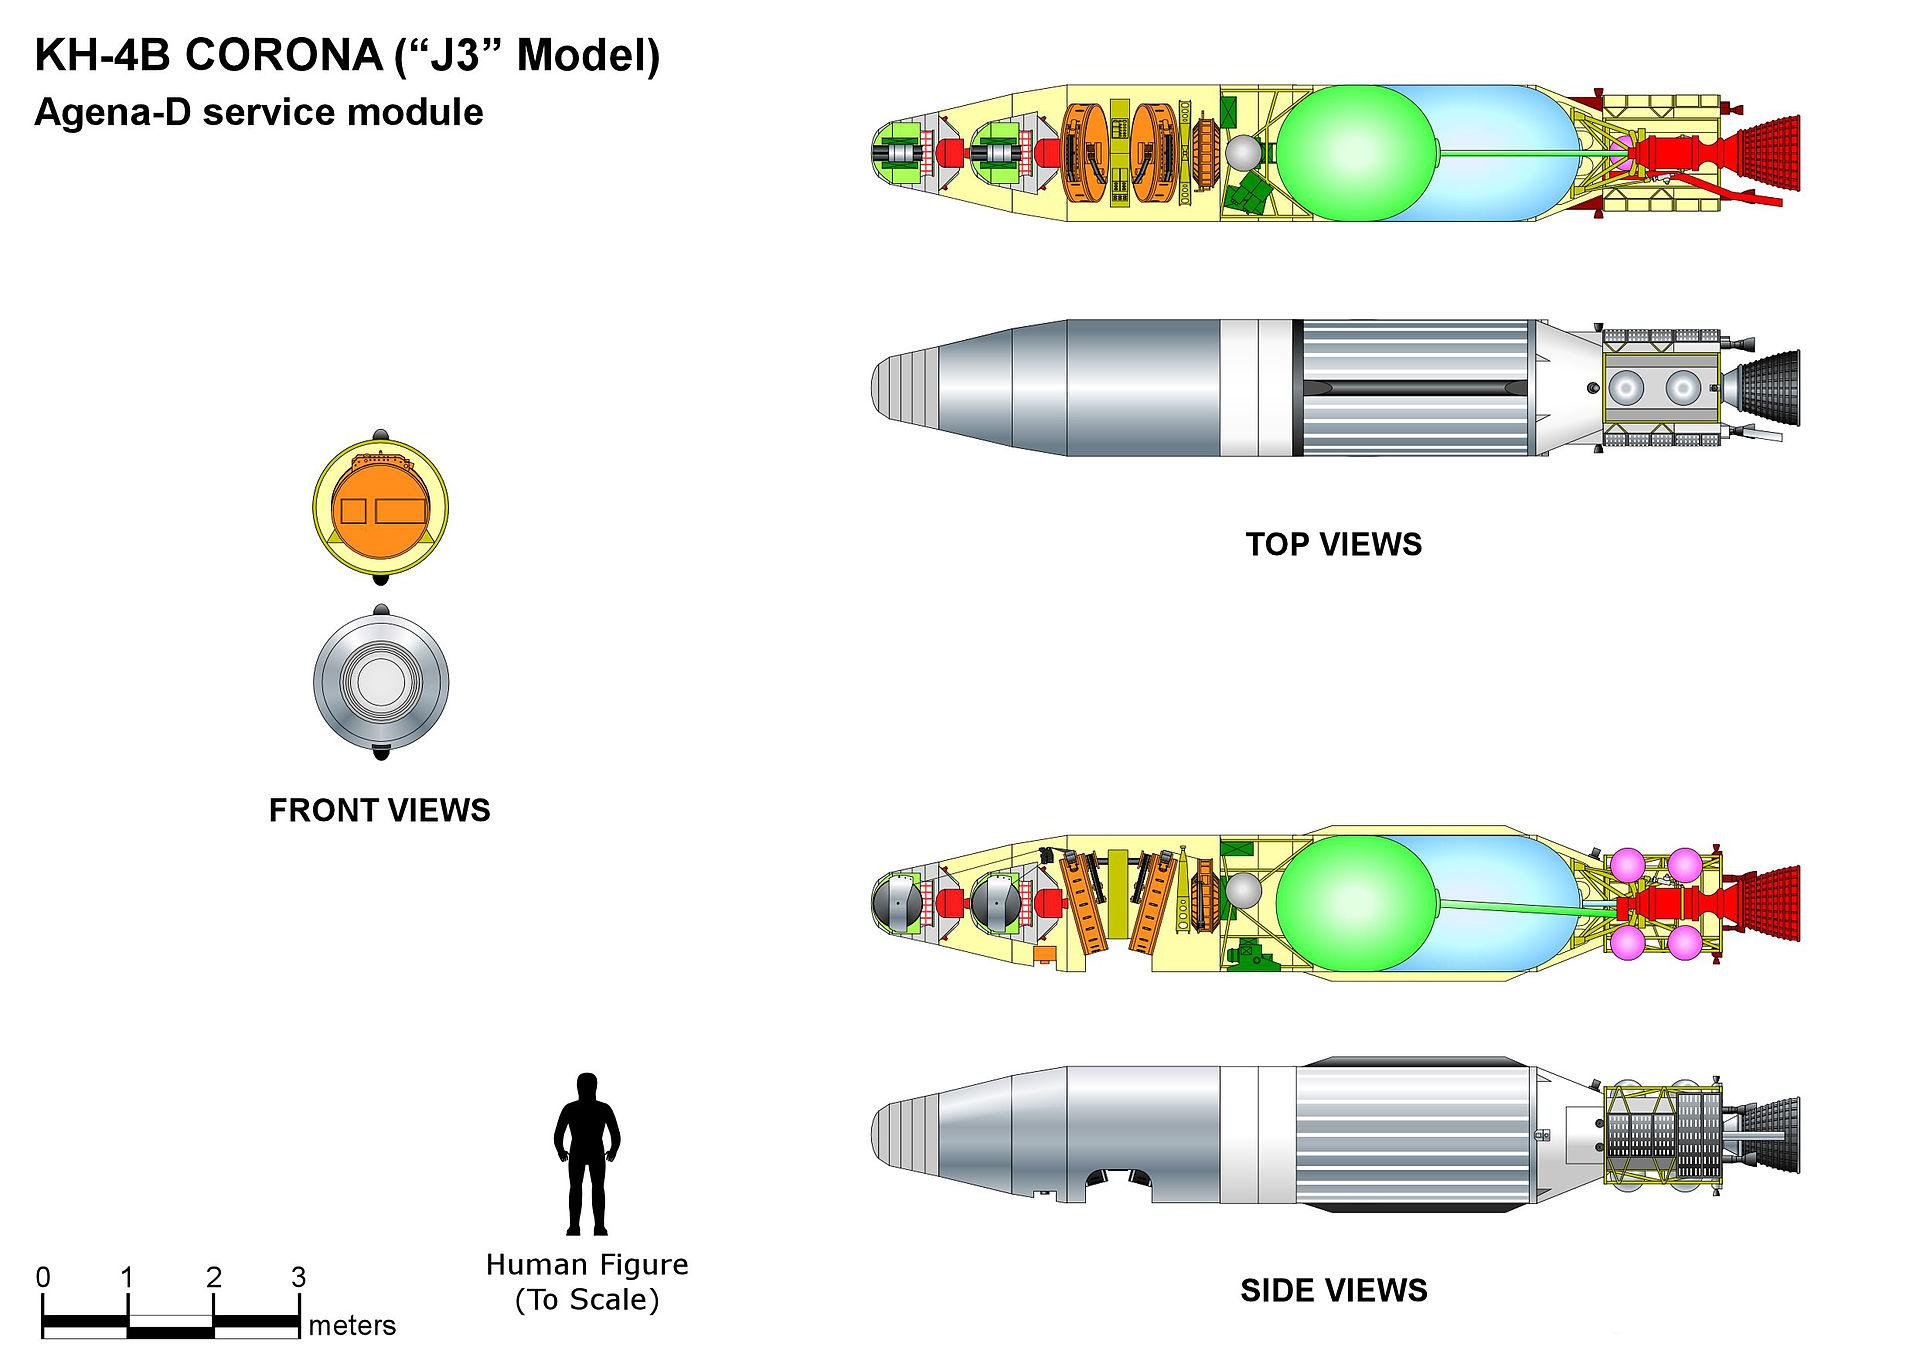 KH-4B CORONA (“J3” Model)
Agena-D service module
TOP VIEWS
FRONT VIEWS
Human Figure
(To Scale)
SIDE VIEWS
0 1 2 3
meters